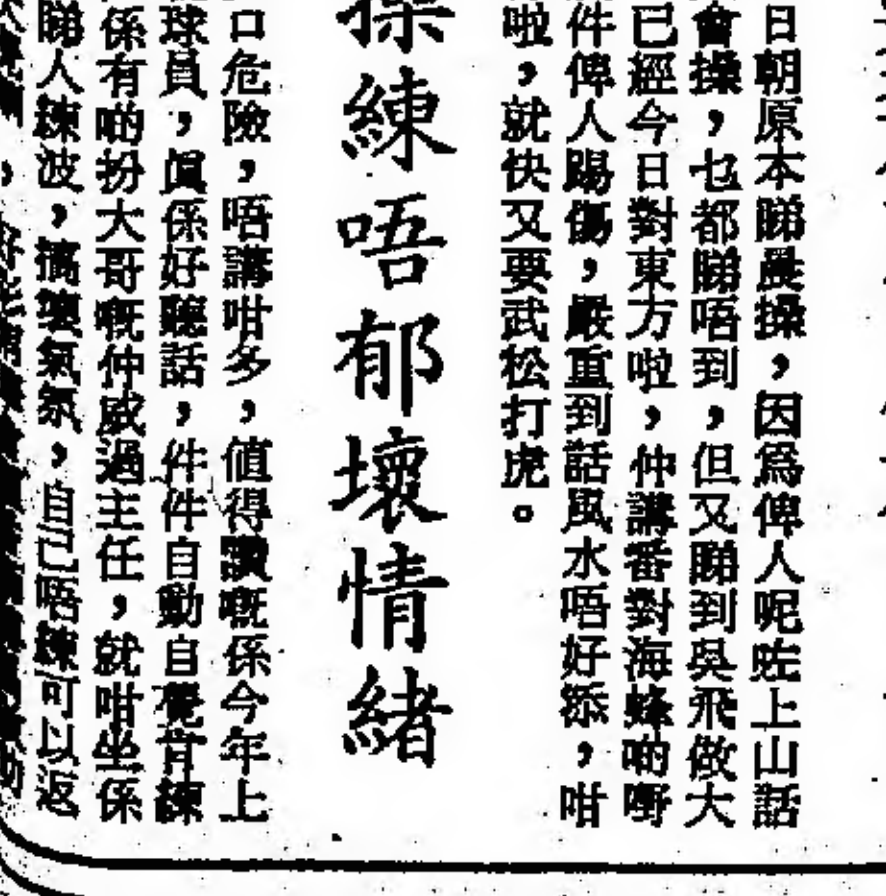 日朝原本睇晨操，因為俾人呢咗上山話
會操，乜都睇唔到，但又睇到吳飛做大
已經今日對東方啦，仲講番對海蜂啲嘢
件俾人踢傷，嚴重到話風水唔好添，咁
啦，就快又要武松打虎。
操練唔郁壞情緒
口危險，唔講咁多，值得讚嘅係今年上
球員，眞係好聽話，件件自動自覺肯練
係有啲扮大哥嘅仲威過主任，就咁坐係
睇人練波，搞壞氣氛，自己唔練可以返